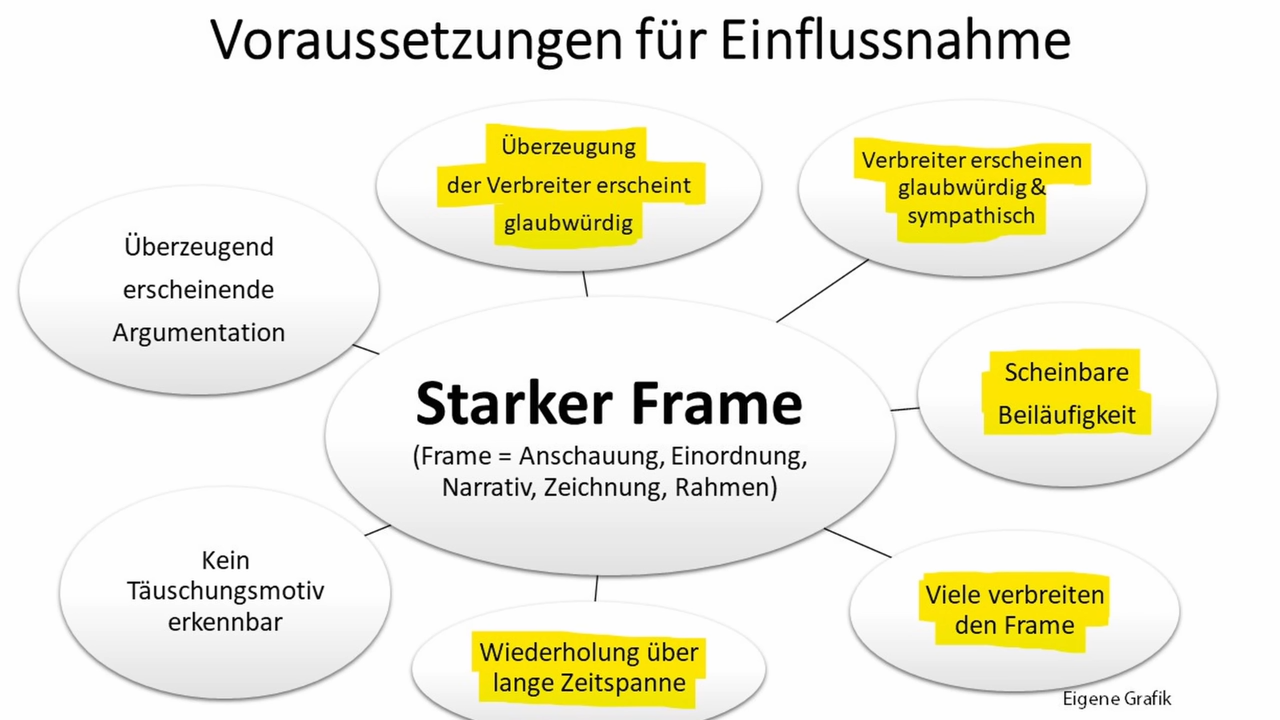 Voraussetzungen für Einflussnahme
Überzeugung
der Verbreiter erscheint
glaubwürdig
Verbreiter erscheinen
glaubwürdig &
sympathisch
Überzeugend
erscheinende
Argumentation
Scheinbare
Beiläufigkeit
Starker Frame
(Frame = Anschauung, Einordnung,
Narrativ, Zeichnung, Rahmen)
Kein
Täuschungsmotiv
erkennbar
Viele verbreiten
den Frame
Wiederholung über
lange Zeitspanne
Eigene Grafik